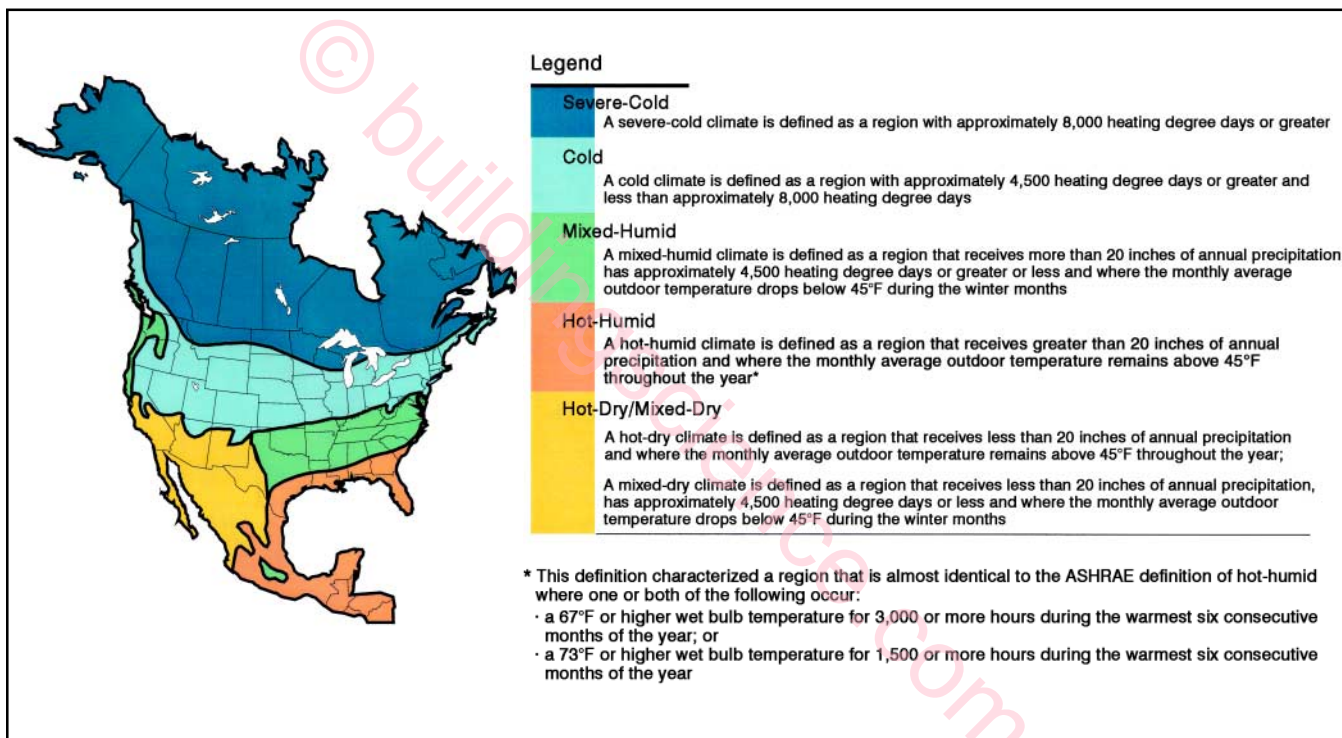 Legend
Severe-Cold
A severe-cold climate is defined as a region with approximately 8,000 heating degree days or greater
Cold
A cold climate is defined as a region with approximately 4,500 heating degree days or greater and
less than approximately 8,000 heating degree days
Mixed-Humid
A mixed-humid climate is defined as a region that receives more than 20 inches of annual precipitation
has approximately 4,500 heating degree days or greater or less and where the monthly average
outdoor temperature drops below 45°F during the winter months
Hot-Humid
A hot-humid climate is defined as a region that receives greater than 20 inches of annual
precipitation and where the monthly average outdoor temperature remains above 45°F
throughout the year*
Hot-Dry/Mixed-Dry
A hot-dry climate is defined as a region that receives less than 20 inches of annual precipitation
and where the monthly average outdoor temperature remains above 45°F throughout the year;
A mixed-dry climate is defined as a region that receives less than 20 inches of annual precipitation,
has approximately 4,500 heating degree days or less and where the monthly average outdoor
temperature drops below 45°F during the winter months
* This definition characterized a region that is almost identical to the ASHRAE definition of hot-humid
where one or both of the following occur:
· a 67°F or higher wet bulb temperature for 3,000 or more hours during the warmest six consecutive
months of the year; or
· a 73°F or higher wet bulb temperature for 1,500 or more hours during the warmest six consecutive
months of the year
© buildingscience.com